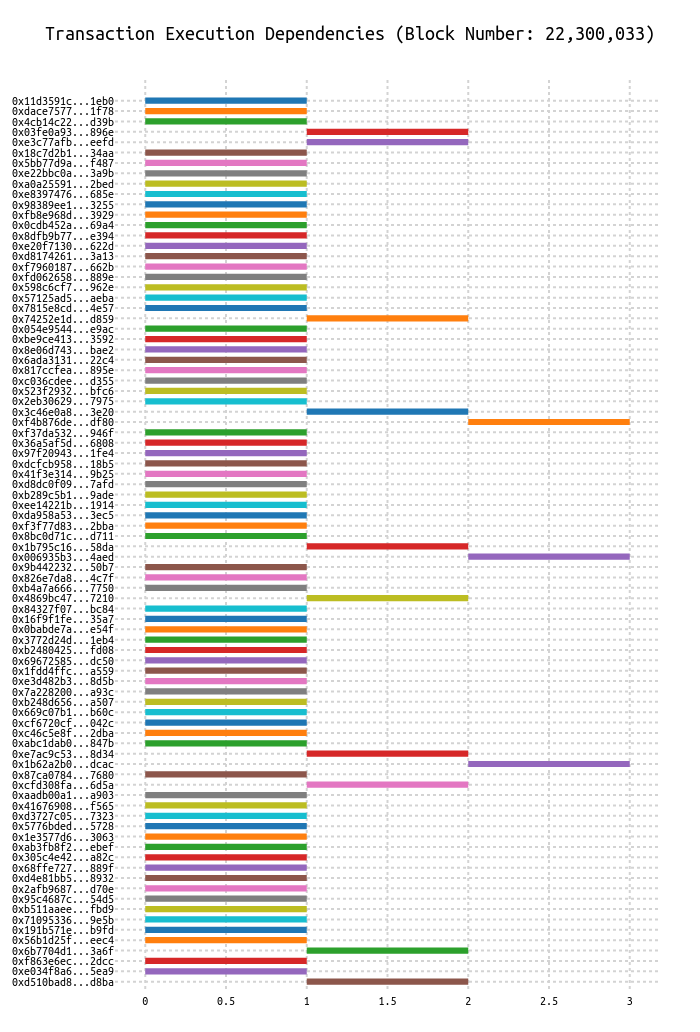 Transaction Execution Dependencies (Block Number: 22,300,033)
0x11d3591c...1eb0
0xdace7577...1f78
0x4cb14c22...d39b
0x03fe0a93...896e
0xe3c77afb...eefd
0x18c7d2b1...34aa
0x5bb77d9a...f487
0xe22bbc0a...3a9b
0xa0a25591...2bed
0xe8397476...685e
0x98389ee1...3255
0xfb8e968d...3929
0x0cdb452a...69a4
0x8dfb9b77...e394
0xe20f7130...622d
0xd8174261...3a13
0xf7960187...662b
0xfd062658...889e
0x598c6cf7...962e
0x57125ad5...aeba
0x7815e8cd...4e57
0x74252e1d...d859
0x054e9544...e9ac
0xbe9ce413...3592
0x8e06d743...bae2
0x6ada3131...22c4
0x817ccfea...895e
0xc036cdee...d355
0x523f2932...bfc6
0x2eb30629...7975
0x3c46e0a8...3e20
0xf4b876de...df80
0xf37da532...946f
0x36a5af5d...6808
0x97f20943...1fe4
0xdcfcb958...18b5
0x41f3e314...9b25
0xd8dc0f09...7afd
0xb289c5b1...9ade
0xee14221b...1914
0xda958a53...3ec5
0xf3f77d83...2bba
0x8bc0d71c...d711
0x1b795c16...58da
0x006935b3...4aed
0x9b442232...50b7
0x826e7da8...4c7f
0xb4a7a666...7750
0x4869bc47...7210
0x84327f07...bc84
0x16f9f1fe...35a7
0x0babde7a...e54f
0x3772d24d...1eb4
0xb2480425...fd08
0x69672585...dc50
0x1fdd4ffc...a559
0xe3d482b3...8d5b
0x7a228200...a93c
0xb248d656...a507
0x669c07b1...b60c
0xcf6720cf...042c
0xc46c5e8f...2dba
0xabc1dab0...847b
0xe7ac9c53...8d34
0x1b62a2b0...dcac
0x87ca0784...7680
0xcfd308fa...6d5a
0xaadb00a1...a903
0x41676908...f565
0xd3727c05...7323
0x5776bded...5728
0x1e3577d6...3063
0xab3fb8f2...ebef
0x305c4e42...a82c
0x68ffe727...889f
0xd4e81bb5...8932
0x2afb9687...d70e
0x95c4687c...54d5
0xb511aaee...fbd9
0x71095336...9e5b
0x191b571e...b9fd
0x56b1d25f...eec4
0x6b7704d1...3a6f
0xf863e6ec...2dcc
0xe034f8a6...5ea9
0xd510bad8...d8ba
0 0.5 1 1.5 2 2.5 3